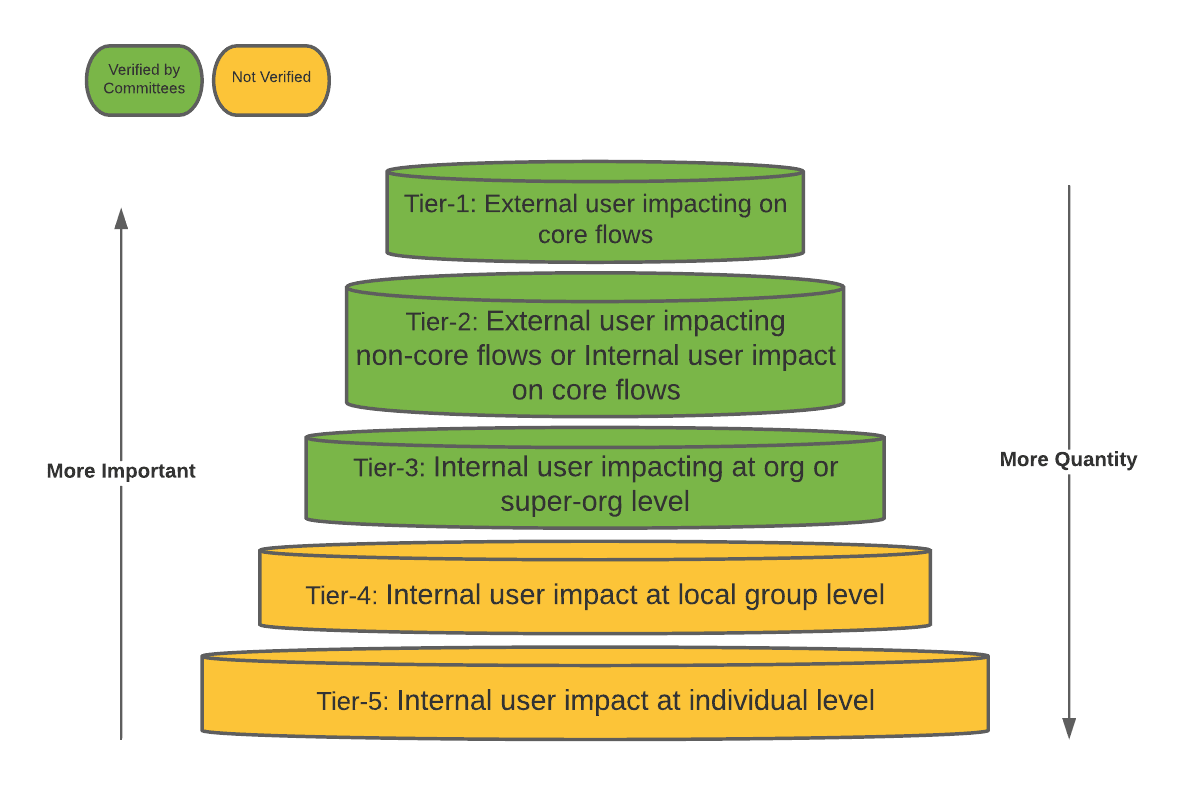 Verified by
Committees
Not Verified
Tier-1: External user impacting on
core flows
Tier-2: External user impacting
non-core flows or Internal user impact
on core flows
More Important
More Quantity
Tier-3: Internal user impacting at org or
super-org level
Tier-4: Internal user impact at local group level
Tier-5: Internal user impact at individual level